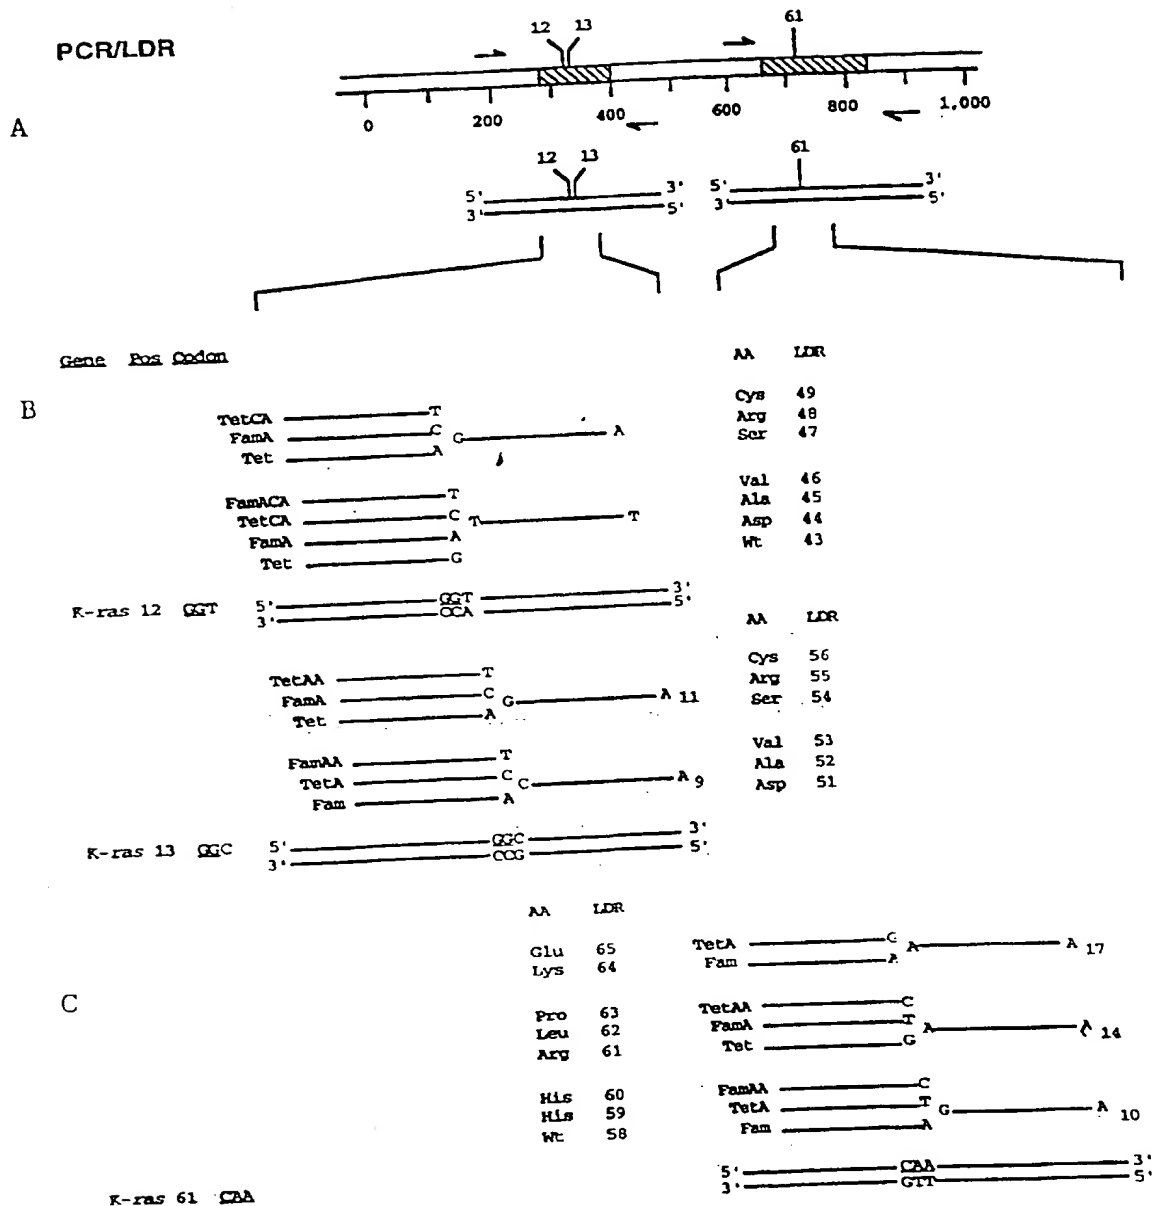 PCR/LDR
12 13
61
0 200 400 600 800 1,000
A
12 13
61
5' 3' 5' 3'
3' 5' 3' 5'
Gene Pos Codon
AA LDR
B
Cys 49
Arg 48
Ser 47
TetCA T
FamA C G A
Tet A
Val 46
Ala 45
Asp 44
Wt 43
FamACA T
TetCA C T T
FamA A
Tet G
K-ras 12 GGT 5' GGT 3'
3' CCA 5'
AA LDR
Cys 56
Arg 55
Ser 54
TetAA T
FamA C G A 11
Tet A
Val 53
Ala 52
Asp 51
FamAA T
TetA C C A 9
Fam A
K-ras 13 GGC 5' GGC 3'
3' CCG 5'
AA LDR
C
Glu 65
Lys 64
TetA G A A 17
Fam A
Pro 63
Leu 62
Arg 61
TetAA C
FamA T A A 14
Tet G
His 60
His 59
Wt 58
FamAA C
TetA T G A 10
Fam A
5' CAA 3'
3' GTT 5'
K-ras 61 CAA